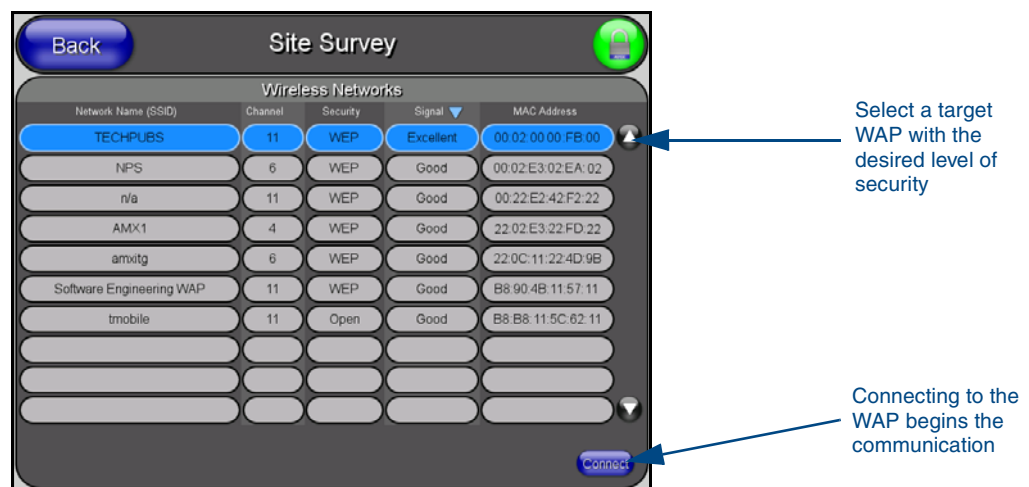 Back
Site Survey
Wireless Networks
Network Name (SSID) Channel Security Signal MAC Address
TECHPUBS 11 WEP Excellent 00:02:00:00:FB:00
NPS 6 WEP Good 00:02:E3:02:EA:02
n/a 11 WEP Good 00:22:E2:42:F2:22
AMX1 4 WEP Good 22:02:E3:22:FD:22
amxitg 6 WEP Good 22:0C:11:22:4D:9B
Software Engineering WAP 11 WEP Good B8:90:4B:11:57:11
tmobile 11 Open Good B8:B8:11:5C:62:11
Connect
Select a target
WAP with the
desired level of
security
Connecting to the
WAP begins the
communication